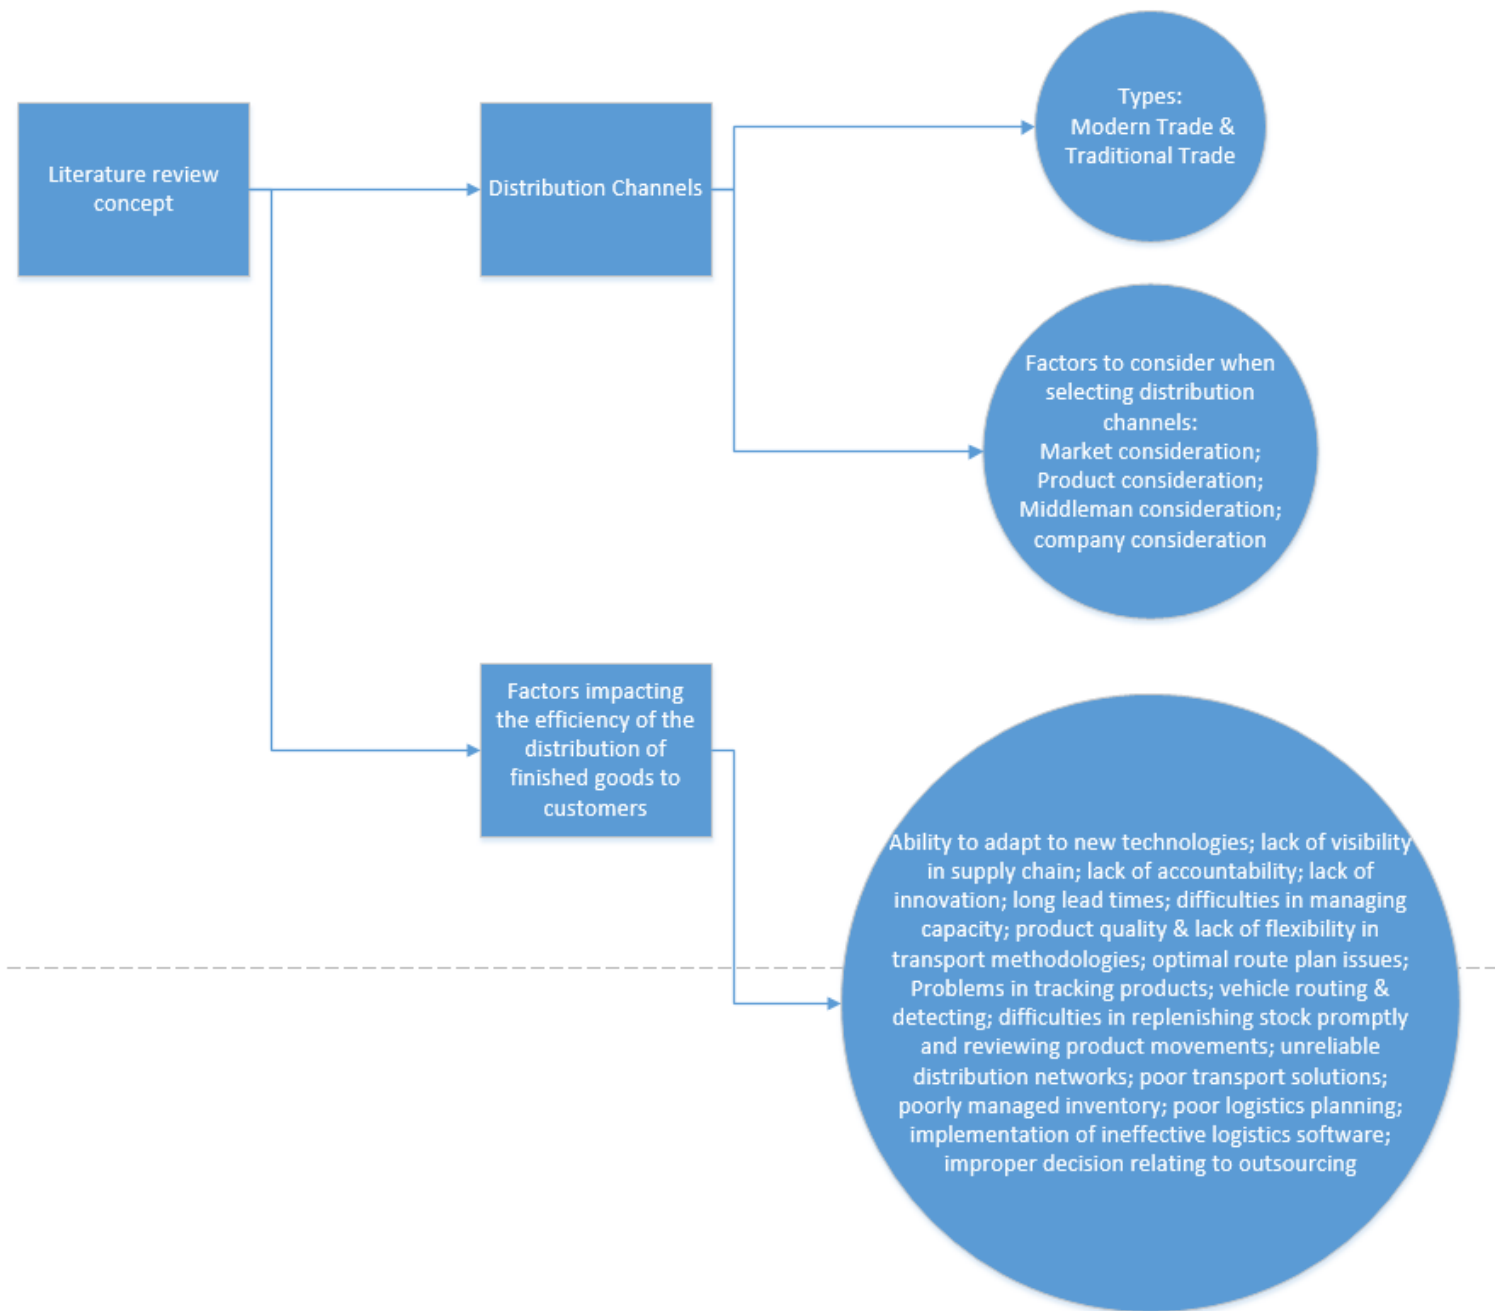 Literature review
concept
Distribution Channels
Types:
Modern Trade &
Traditional Trade
Factors to consider when
selecting distribution
channels:
Market consideration;
Product consideration;
Middleman consideration;
company consideration
Factors impacting
the efficiency of the
distribution of
finished goods to
customers
Ability to adapt to new technologies; lack of visibility
in supply chain; lack of accountability; lack of
innovation; long lead times; difficulties in managing
capacity; product quality & lack of flexibility in
transport methodologies; optimal route plan issues;
Problems in tracking products; vehicle routing &
detecting; difficulties in replenishing stock promptly
and reviewing product movements; unreliable
distribution networks; poor transport solutions;
poorly managed inventory; poor logistics planning;
implementation of ineffective logistics software;
improper decision relating to outsourcing